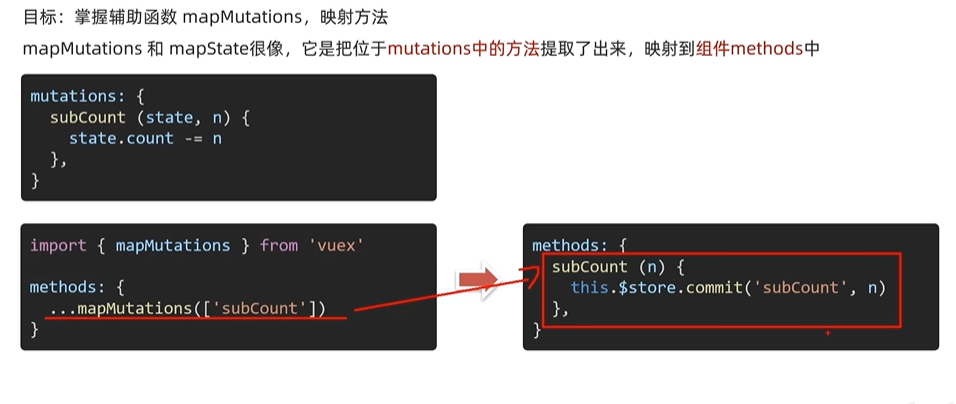 目标：掌握辅助函数 mapMutations，映射方法
mapMutations 和 mapState很像，它是把位于mutations中的方法提取了出来，映射到组件methods中
mutations: {
  subCount (state, n) {
    state.count -= n
  },
}
import { mapMutations } from 'vuex'
methods: {
  ...mapMutations(['subCount'])
}
methods: {
  subCount (n) {
    this.$store.commit('subCount', n)
  },
}